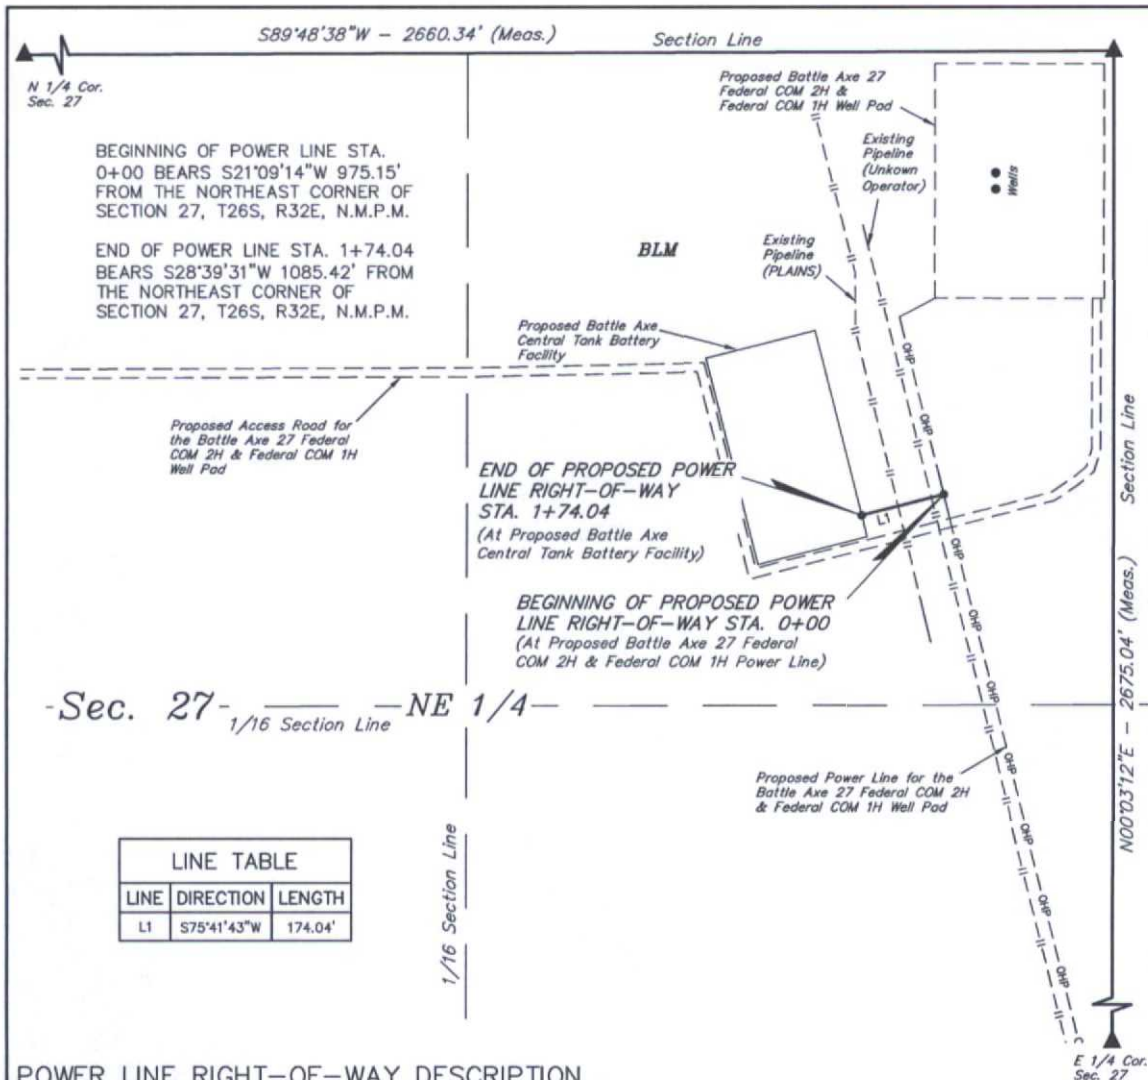 S89°48'38"W - 2660.34' (Meas.)
Section Line
N 1/4 Cor.
Sec. 27
Proposed Battle Axe 27
Federal COM 2H &
Federal COM 1H Well Pad
BEGINNING OF POWER LINE STA.
0+00 BEARS S21°09'14"W 975.15'
FROM THE NORTHEAST CORNER OF
SECTION 27, T26S, R32E, N.M.P.M.
Existing
Pipeline
(Unkown
Operator)
Wells
END OF POWER LINE STA. 1+74.04
BEARS S28°39'31"W 1085.42' FROM
THE NORTHEAST CORNER OF
SECTION 27, T26S, R32E, N.M.P.M.
BLM
Existing
Pipeline
(PLAINS)
Proposed Battle Axe
Central Tank Battery
Facility
OHP
OHP
Proposed Access Road for
the Battle Axe 27 Federal
COM 2H & Federal COM 1H
Well Pad
END OF PROPOSED POWER
LINE RIGHT-OF-WAY
STA. 1+74.04
(At Proposed Battle Axe
Central Tank Battery Facility)
L1
Section Line
BEGINNING OF PROPOSED POWER
LINE RIGHT-OF-WAY STA. 0+00
(At Proposed Battle Axe 27 Federal
COM 2H & Federal COM 1H Power Line)
OHP
OHP
OHP
N00°03'12"E - 2675.04' (Meas.)
Sec. 27
1/16 Section Line
NE 1/4
Proposed Power Line for the
Battle Axe 27 Federal COM 2H
& Federal COM 1H Well Pad
OHP
OHP
OHP
OHP
1/16 Section Line
LINE TABLE
LINE DIRECTION LENGTH
L1 S75°41'43"W 174.04'
E 1/4 Cor.
Sec. 27
POWER LINE RIGHT-OF-WAY DESCRIPTION